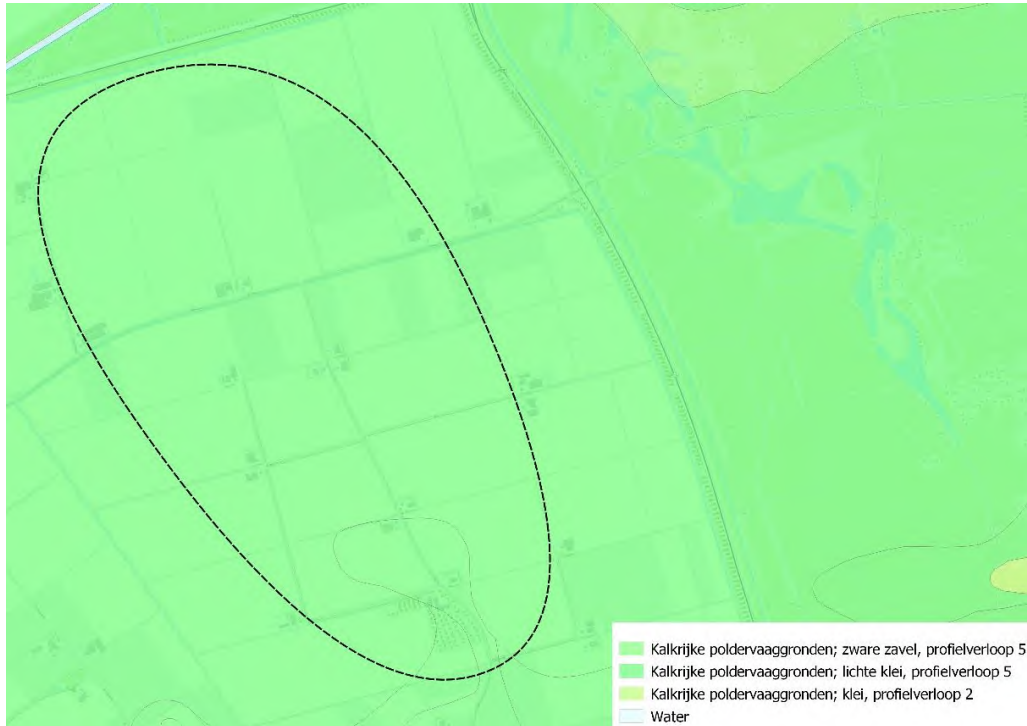 Kalkrijke poldervaaggronden; zware zavel, profielverloop 5
Kalkrijke poldervaaggronden; lichte klei, profielverloop 5
Kalkrijke poldervaaggronden; klei, profielverloop 2
Water